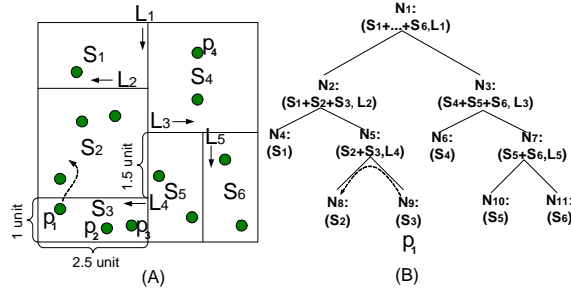 L1
S1
L2
p4
S4
L3
S2
L5
1.5 unit
S5
S6
1 unit
S3
L4
p1
p2
p3
2.5 unit
(A)
N1:
(S1+...+S6,L1)
N2:
(S1+S2+S3, L2)
N3:
(S4+S5+S6, L3)
N4:
(S1)
N5:
(S2+S3,L4)
N6:
(S4)
N7:
(S5+S6,L5)
N8:
(S2)
N9:
(S3)
N10:
(S5)
N11:
(S6)
p1
(B)